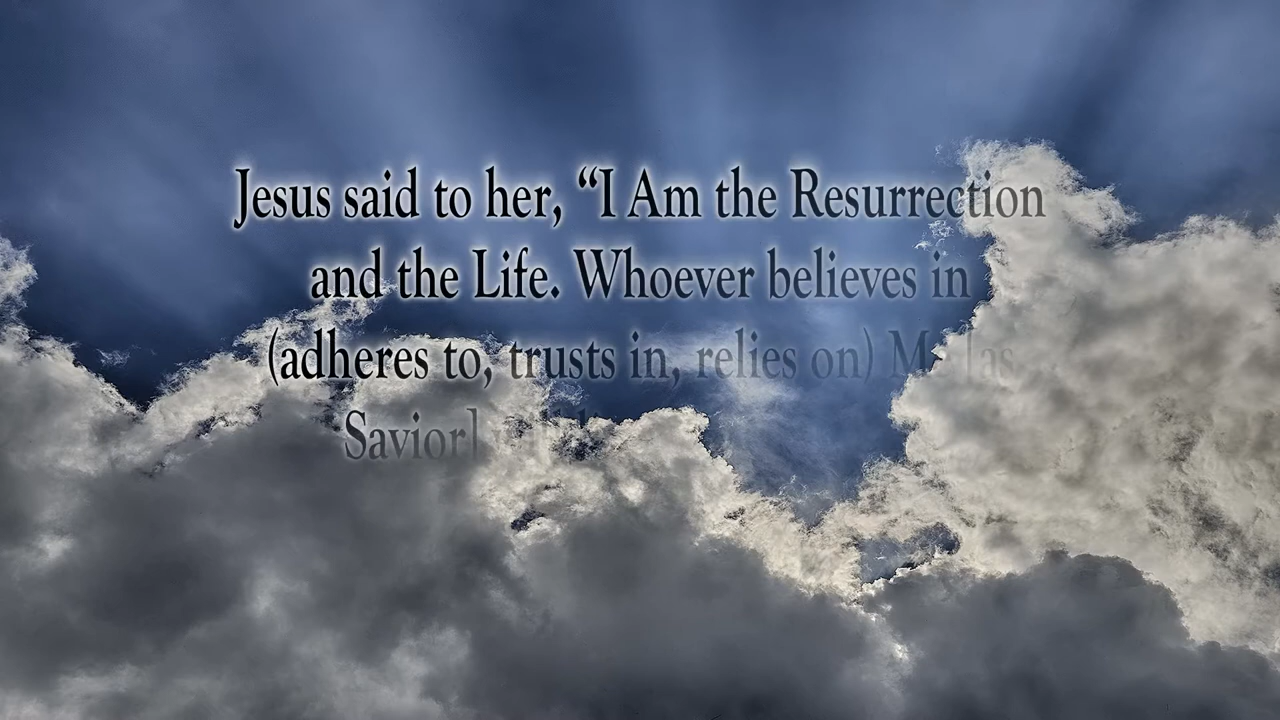 Jesus said to her, “I Am the Resurrection
and the Life. Whoever believes in
(adheres to, trusts in, relies on) [as
Savior]